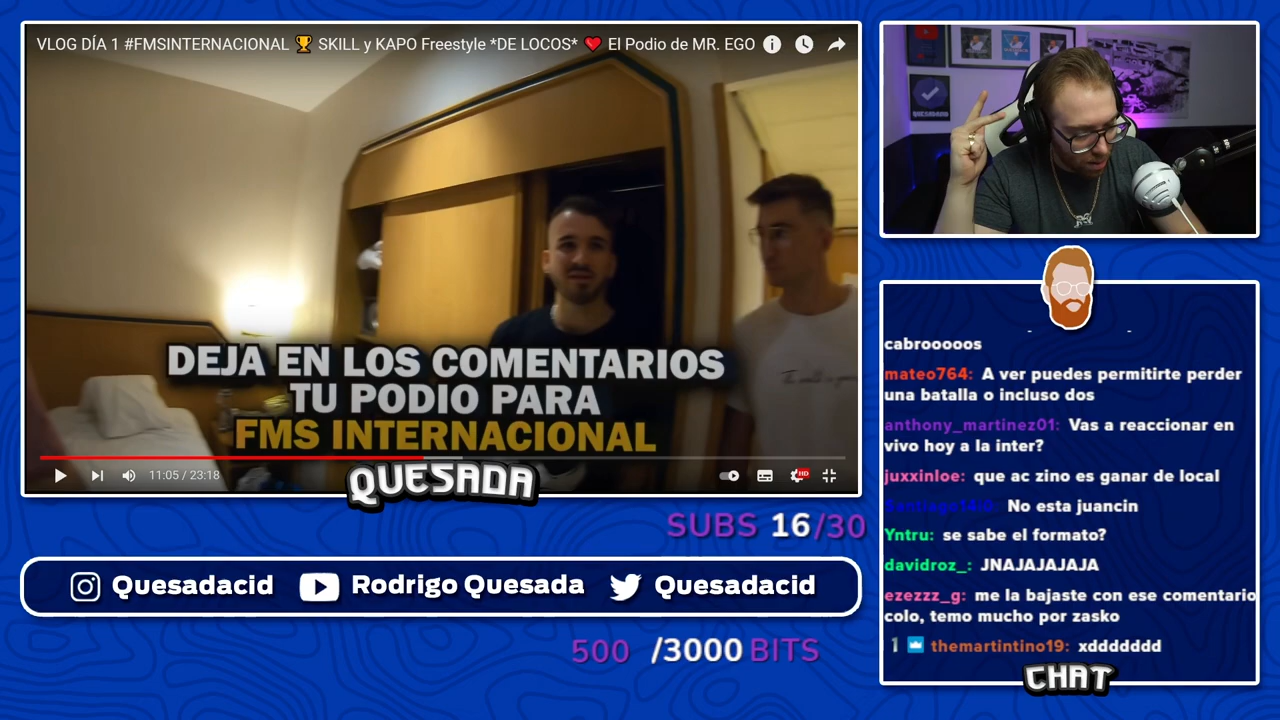 VLOG DÍA 1 #FMSINTERNACIONAL 🏆 SKILL y KAPO Freestyle *DE LOCOS* ❤️ El Podio de MR. EGO
DEJA EN LOS COMENTARIOS
TU PODIO PARA
FMS INTERNACIONAL
11:05 / 23:18
HD
QUESADA
SUBS 16/30
Quesadacid
Rodrigo Quesada
Quesadacid
500 /3000 BITS
QUESADACID
cabrooooos
mateo764: A ver puedes permitirte perder
una batalla o incluso dos
anthony_martinez01: Vas a reaccionar en
vivo hoy a la inter?
juxxinloe: que ac zino es ganar de local
No esta juancin
Yntru: se sabe el formato?
davidroz_: JNAJAJAJAJA
ezezzz_g: me la bajaste con ese comentario
colo, temo mucho por zasko
1 themartintino19: xddddddd
CHAT